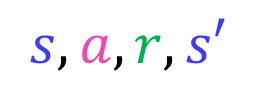 s, a, r, s′